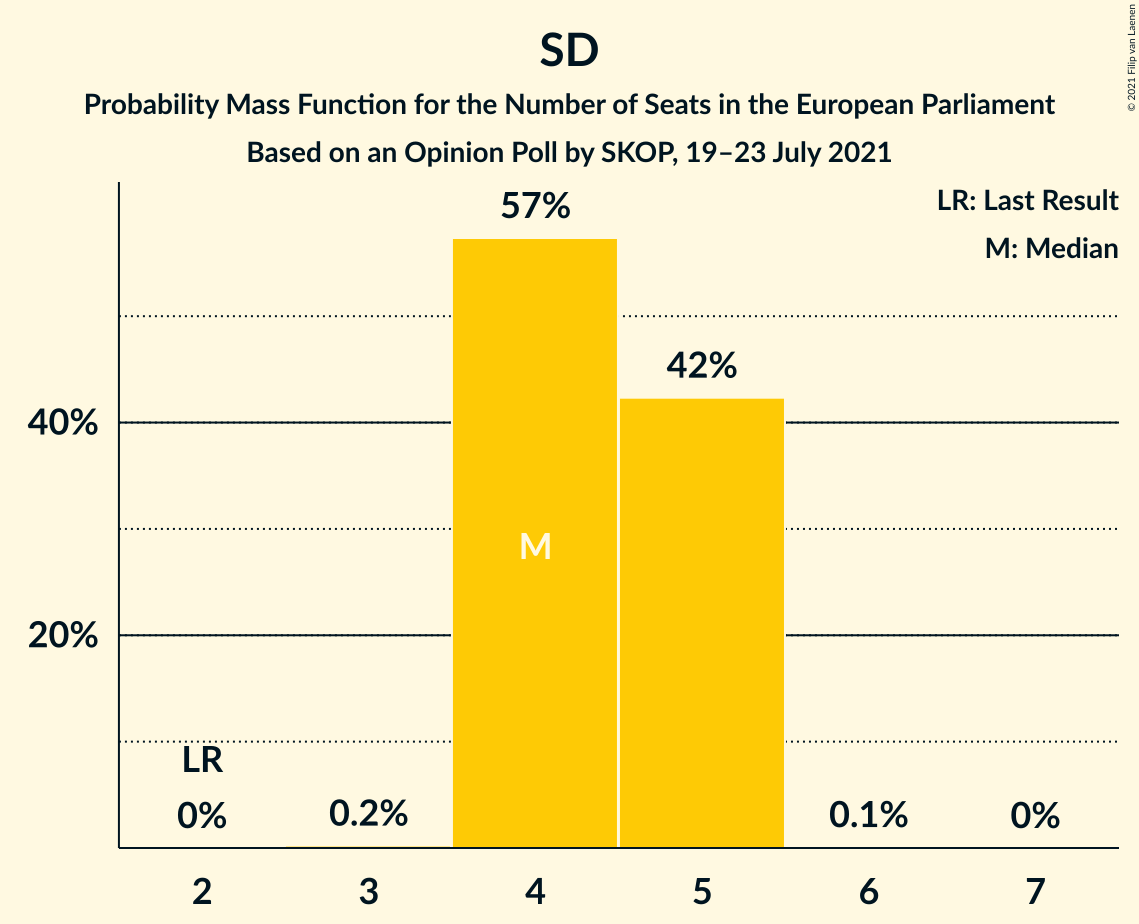 SD
Probability Mass Function for the Number of Seats in the European Parliament
Based on an Opinion Poll by SKOP, 19–23 July 2021
© 2021 Filip van Laenen
LR: Last Result
M: Median
57%
42%
40%
M
20%
LR
0%
0.2%
0.1%
0%
2 3 4 5 6 7